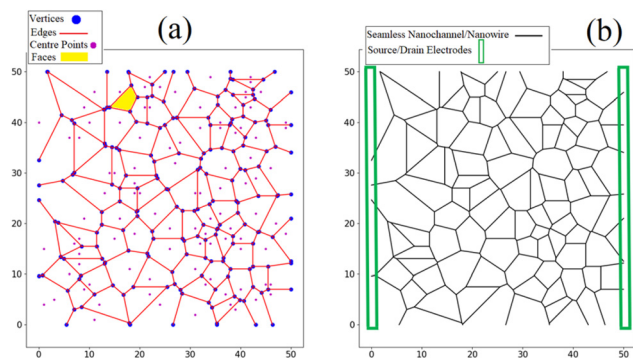 Vertices
Edges
Centre Points
Faces
(a)
50
40
30
20
10
0
0 10 20 30 40 50
Seamless Nanochannel/Nanowire
Source/Drain Electrodes
(b)
50
40
30
20
10
0
0 10 20 30 40 50